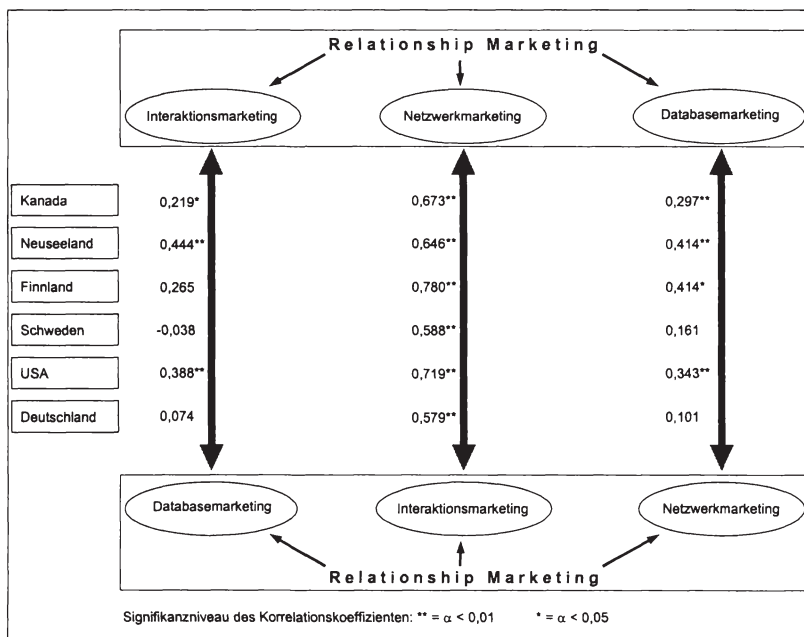 Relationship Marketing
Interaktionsmarketing Netzwerkmarketing Databasemarketing
Kanada 0,219* 0,673** 0,297**
Neuseeland 0,444** 0,646** 0,414**
Finnland 0,265 0,780** 0,414*
Schweden -0,038 0,588** 0,161
USA 0,388** 0,719** 0,343**
Deutschland 0,074 0,579** 0,101
Databasemarketing Interaktionsmarketing Netzwerkmarketing
Relationship Marketing
Signifikanzniveau des Korrelationskoeffizienten: ** = α < 0,01 * = α < 0,05